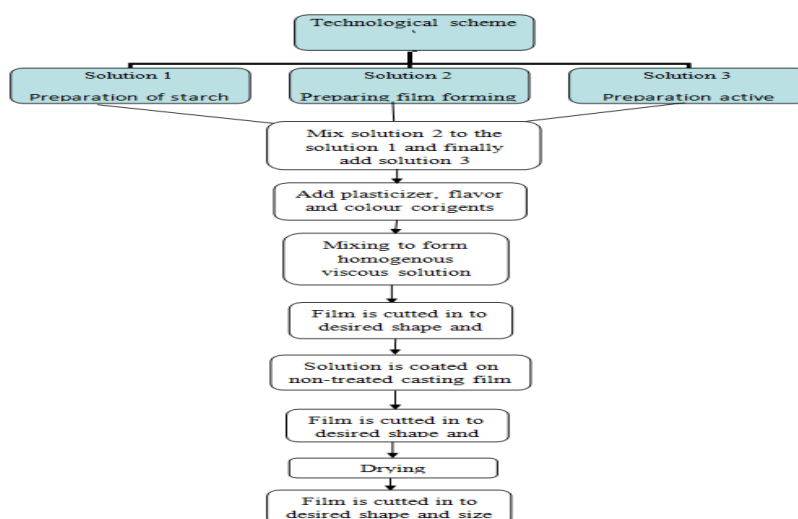 Technological scheme
Solution 1
Preparation of starch
Solution 2
Preparing film forming
Solution 3
Preparation active
Mix solution 2 to the
solution 1 and finally
add solution 3
Add plasticizer, flavor
and colour corigents
Mixing to form
homogenous
viscous solution
Film is cutted in to
desired shape and
Solution is coated on
non-treated casting film
Film is cutted in to
desired shape and
Drying
Film is cutted in to
desired shape and size